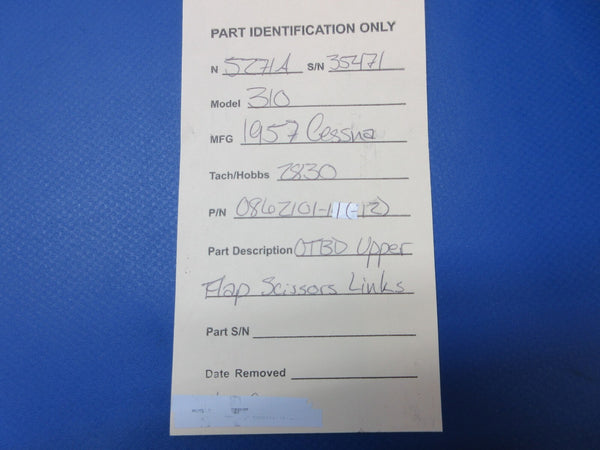 PART IDENTIFICATION ONLY
N 5271A S/N 35471
Model 310
MFG 1957 Cessna
Tach/Hobbs 7830
P/N 0862101-11(-12)
Part Description OTBD Upper
Flap Scissors Links
Part S/N
Date Removed